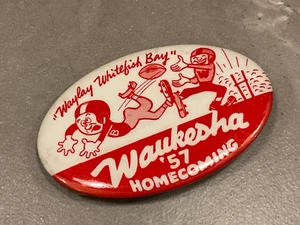 "Waylay Whitefish Bay"
Waukesha
'57
HOMECOMING